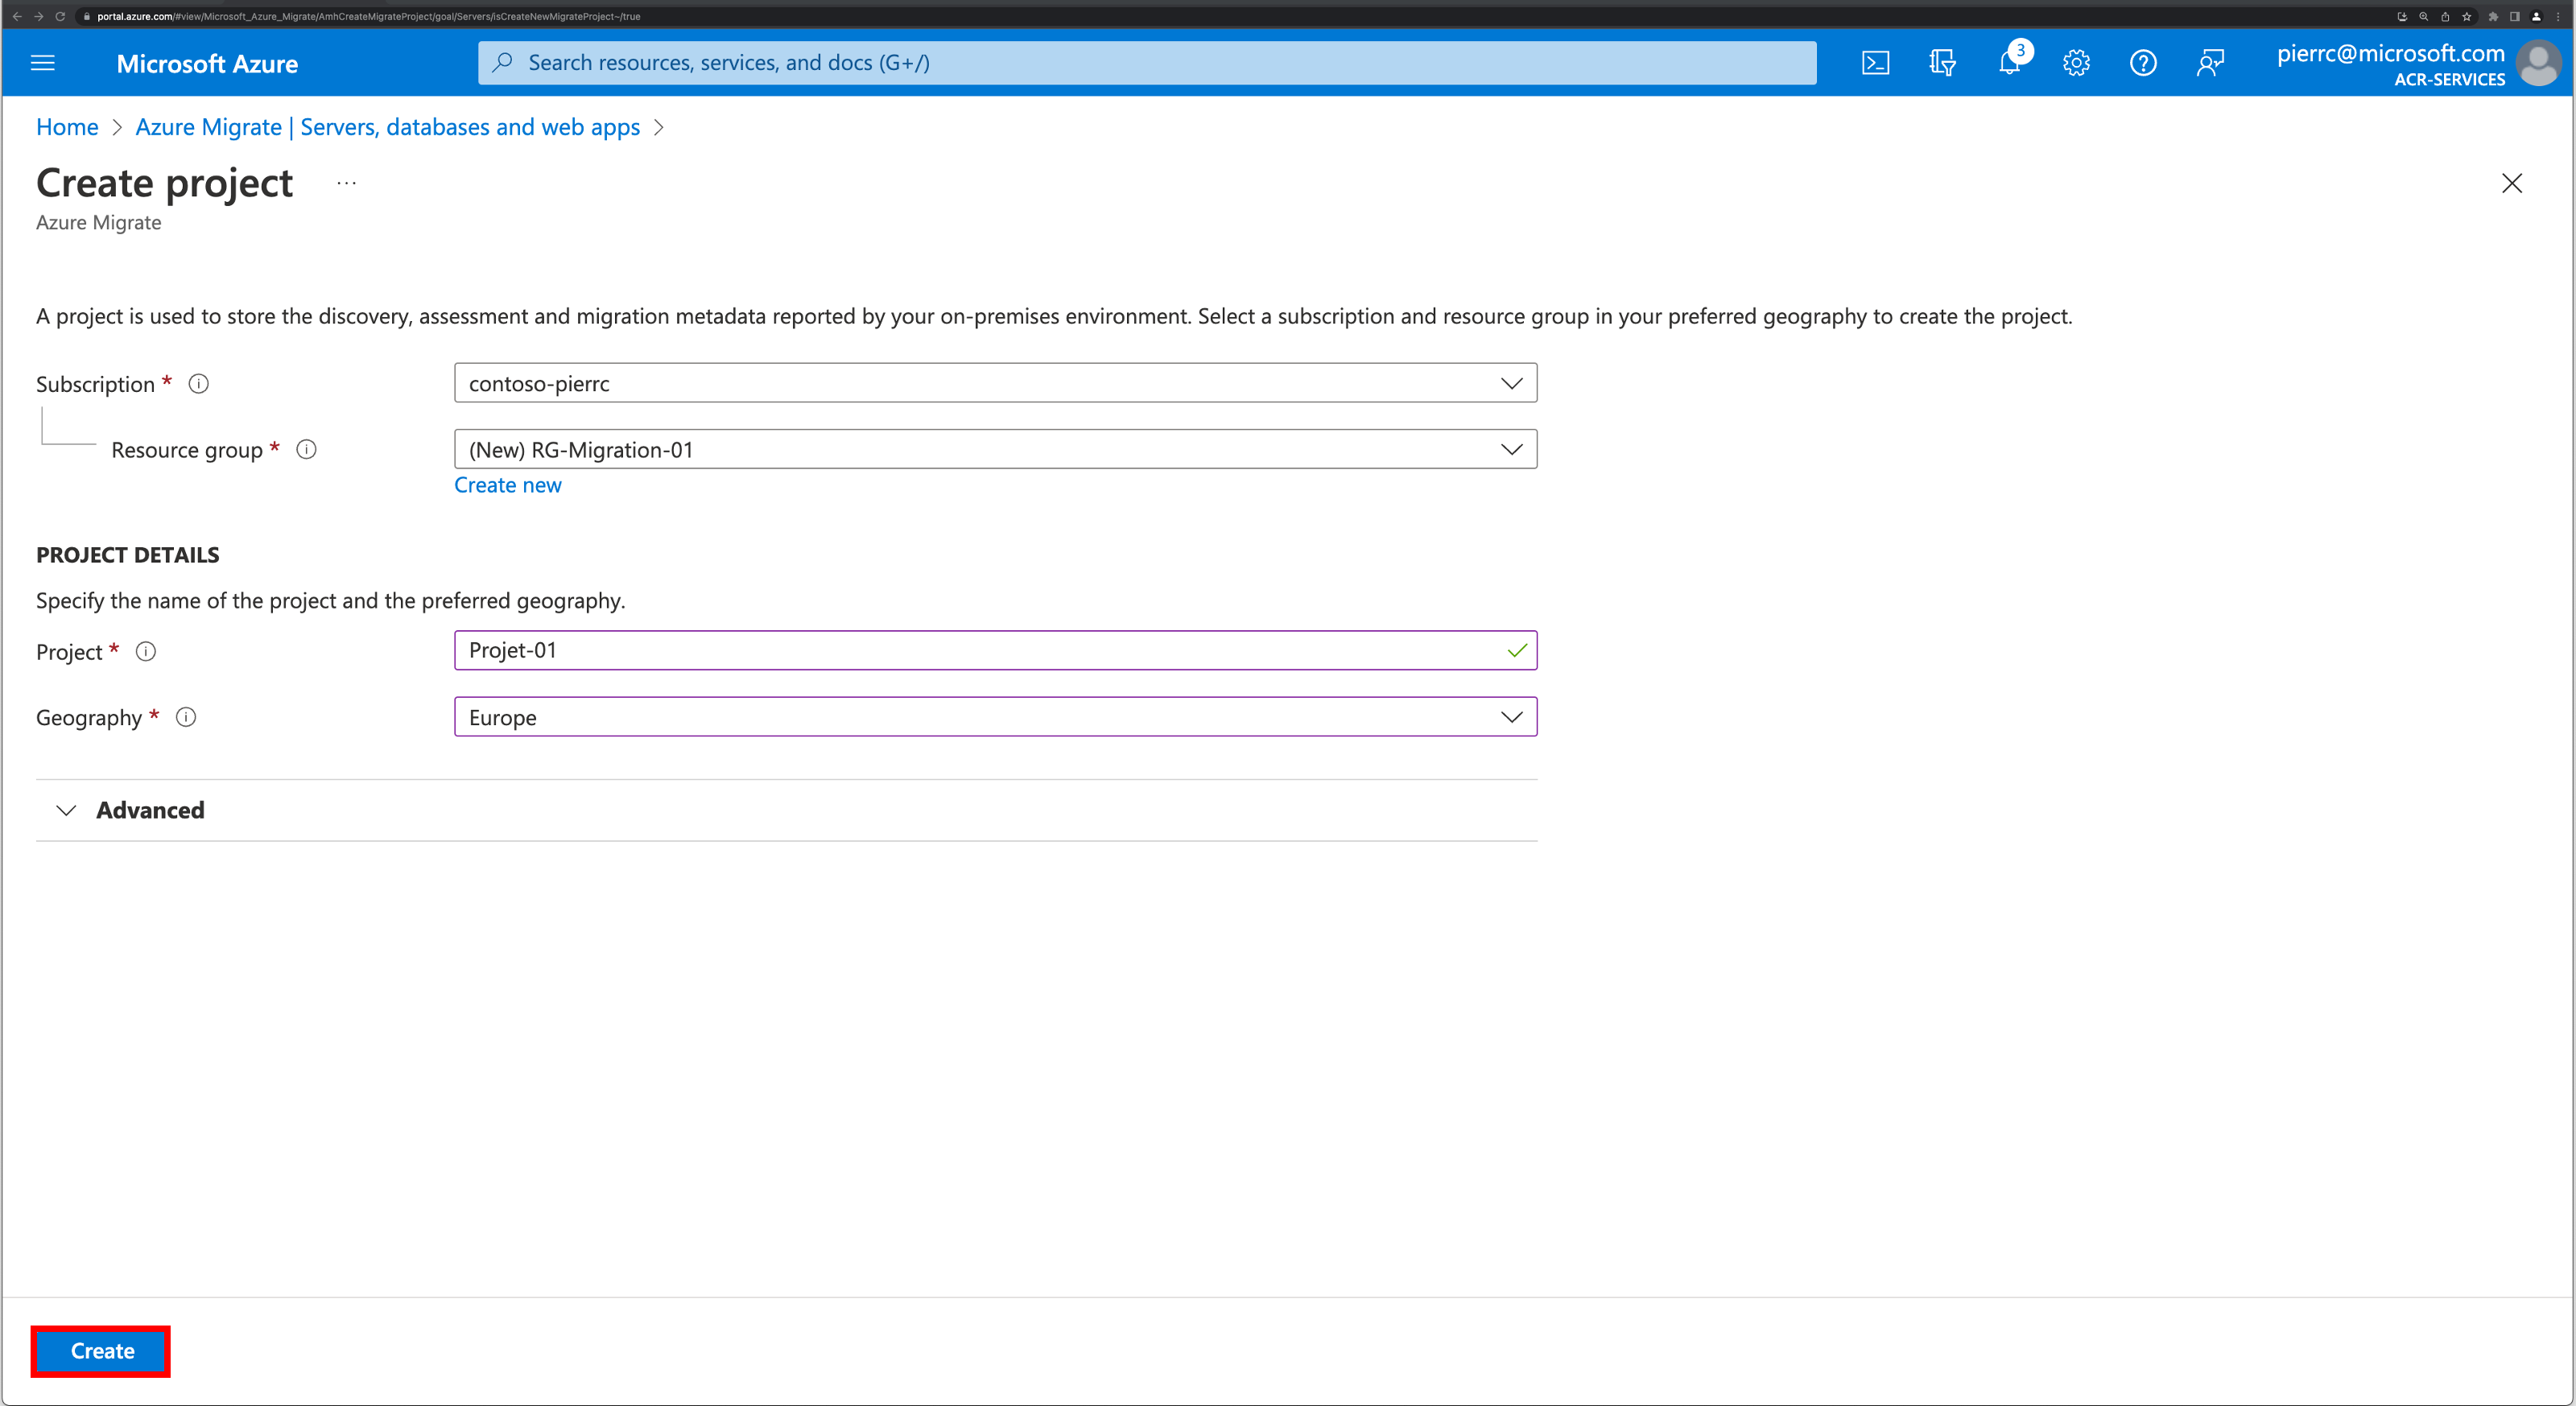 portal.azure.com/#view/Microsoft_Azure_Migrate/AmhCreateMigrateProject/goal/Servers/isCreateNewMigrateProject~/true
Microsoft Azure
Search resources, services, and docs (G+/)
3
pierrc@microsoft.com
ACR-SERVICES
Home > Azure Migrate | Servers, databases and web apps >
Create project ...
Azure Migrate
A project is used to store the discovery, assessment and migration metadata reported by your on-premises environment. Select a subscription and resource group in your preferred geography to create the project.
Subscription * contoso-pierrc
Resource group * (New) RG-Migration-01
Create new
PROJECT DETAILS
Specify the name of the project and the preferred geography.
Project * Projet-01
Geography * Europe
Advanced
Create